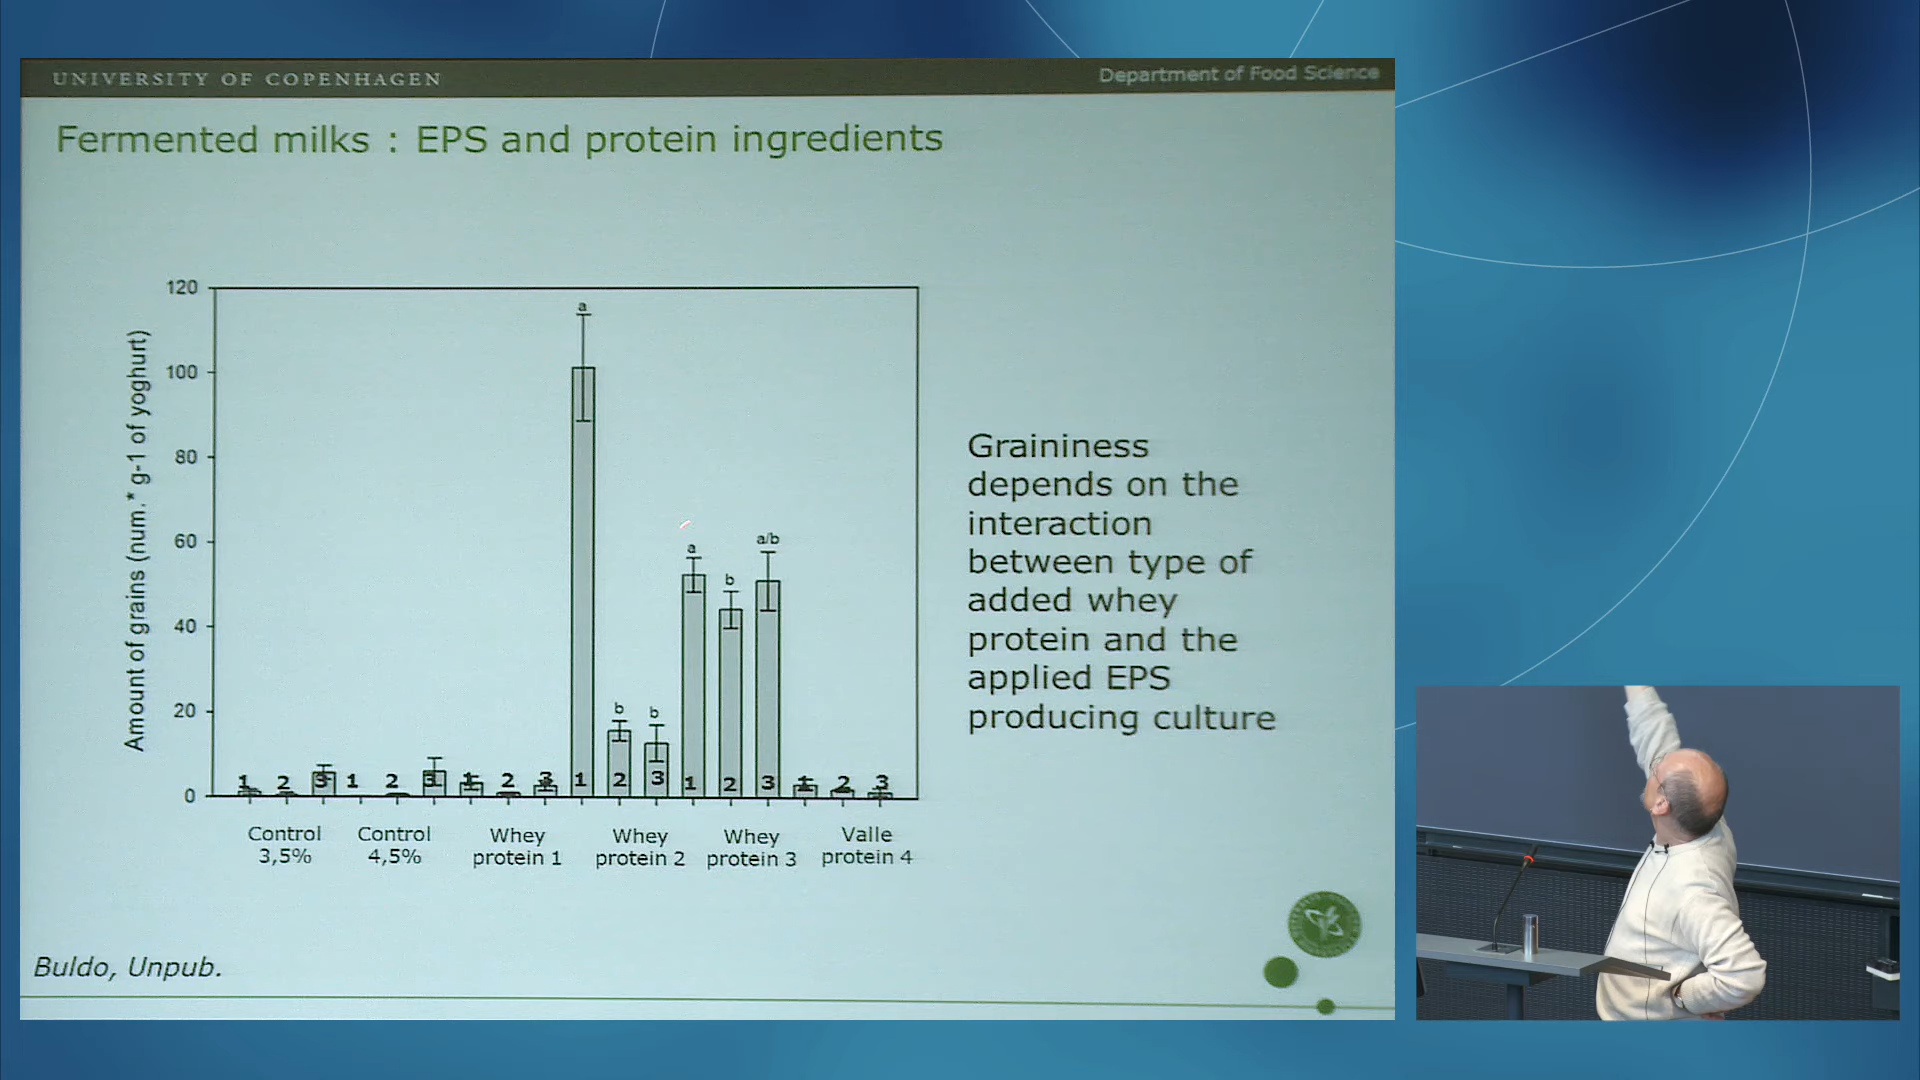 UNIVERSITY OF COPENHAGEN
Department of Food Science
Fermented milks : EPS and protein ingredients
Amount of grains (num.* g-1 of yoghurt)
120
100
80
60
40
20
0
a
b
b
a
b
a/b
1 2 3 1 2 3 1 2 3 1 2 3 1 2 3 1 2 3
Control
3,5%
Control
4,5%
Whey
protein 1
Whey
protein 2
Whey
protein 3
Valle
protein 4
Graininess
depends on the
interaction
between type of
added whey
protein and the
applied EPS
producing culture
Buldo, Unpub.